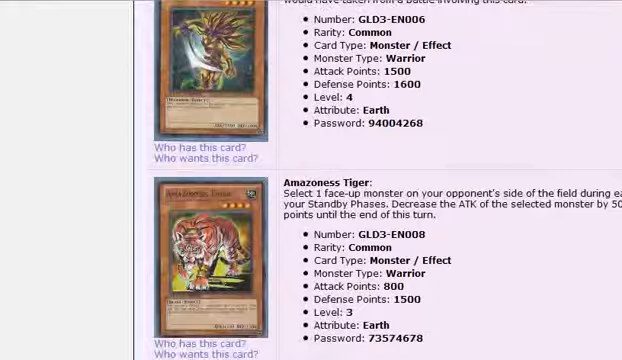 would have taken from a battle involving this card.
Number: GLD3-EN006
Rarity: Common
Card Type: Monster / Effect
Monster Type: Warrior
Attack Points: 1500
Defense Points: 1600
Level: 4
Attribute: Earth
Password: 94004268
Who has this card?
Who wants this card?
Amazoness Tiger:
Select 1 face-up monster on your opponent's side of the field during ea
your Standby Phases. Decrease the ATK of the selected monster by 50
points until the end of this turn.
Number: GLD3-EN008
Rarity: Common
Card Type: Monster / Effect
Monster Type: Warrior
Attack Points: 800
Defense Points: 1500
Level: 3
Attribute: Earth
Password: 73574678
Who has this card?
Who wants this card?